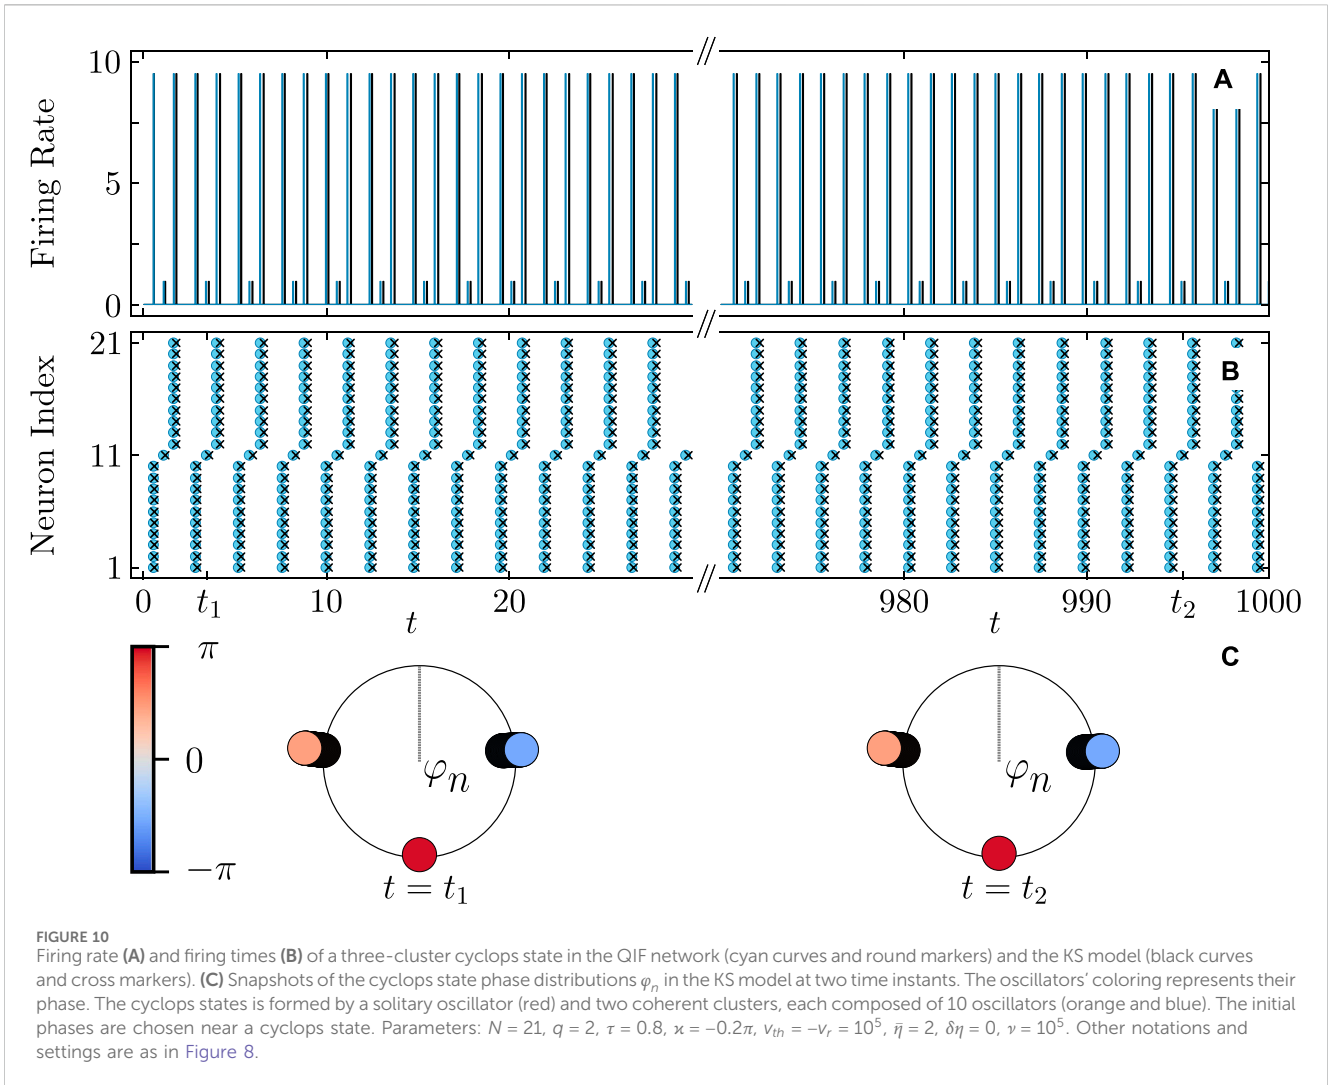 A
Firing Rate
10
5
0
B
Neuron Index
21
11
1
0 t1 10 20 980 990 t2 1000
t t
C
π
0
−π
φn φn
t = t1 t = t2
FIGURE 10
Firing rate (A) and firing times (B) of a three-cluster cyclops state in the QIF network (cyan curves and round markers) and the KS model (black curves
and cross markers). (C) Snapshots of the cyclops state phase distributions φn in the KS model at two time instants. The oscillators’ coloring represents their
phase. The cyclops states is formed by a solitary oscillator (red) and two coherent clusters, each composed of 10 oscillators (orange and blue). The initial
phases are chosen near a cyclops state. Parameters: N = 21, q = 2, τ = 0.8, ϰ = −0.2π, vth = −vr = 10⁵, η̄ = 2, δη = 0, ν = 10⁵. Other notations and
settings are as in Figure 8.